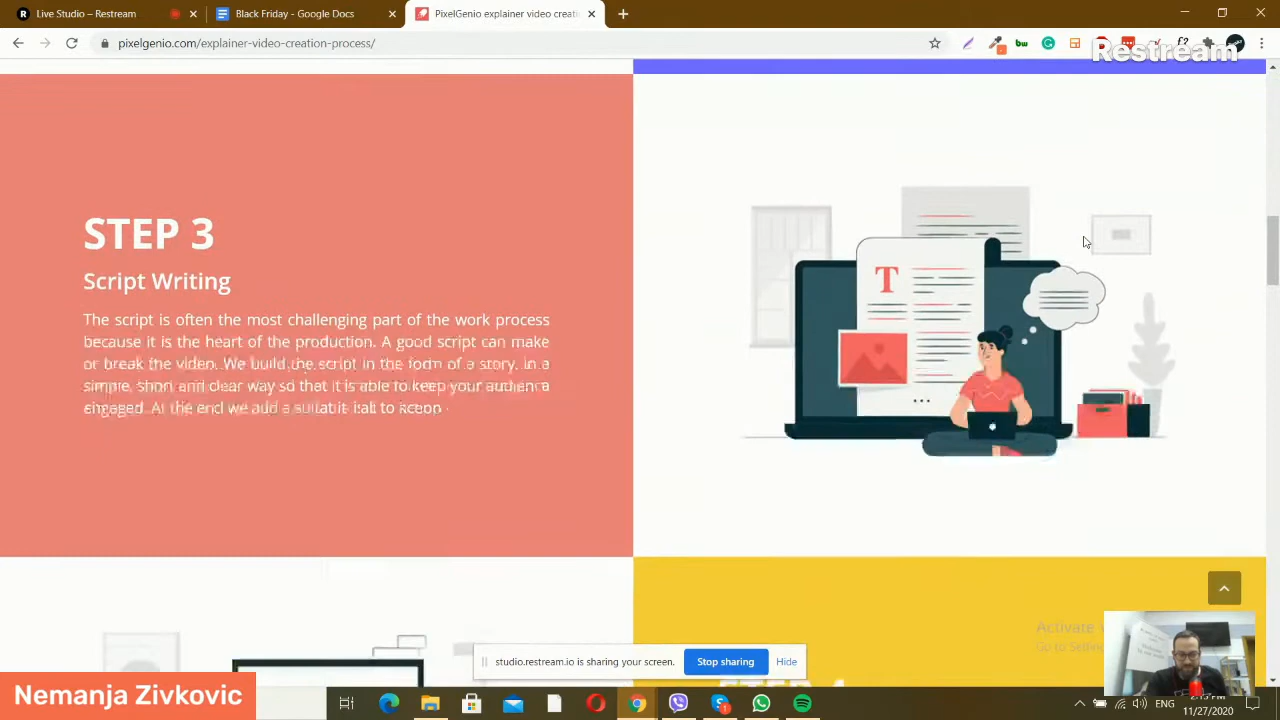 Live Studio – Restream
Black Friday - Google Docs
PixelGenio explainer video creati
pixelgenio.com/explainer-video-creation-process/
Restream
STEP 3
Script Writing
The script is often the most challenging part of the work process
because it is the heart of the production. A good script can make
or break the video. We build the script in the form of a story, in a
simple, short and clear way so that it is able to keep your audience
engaged. At the end we add a
T
Activate
Go to Settin
studio.restream.io is sharing your screen.
Stop sharing
Hide
Nemanja Zivkovic
ENG
11/27/2020